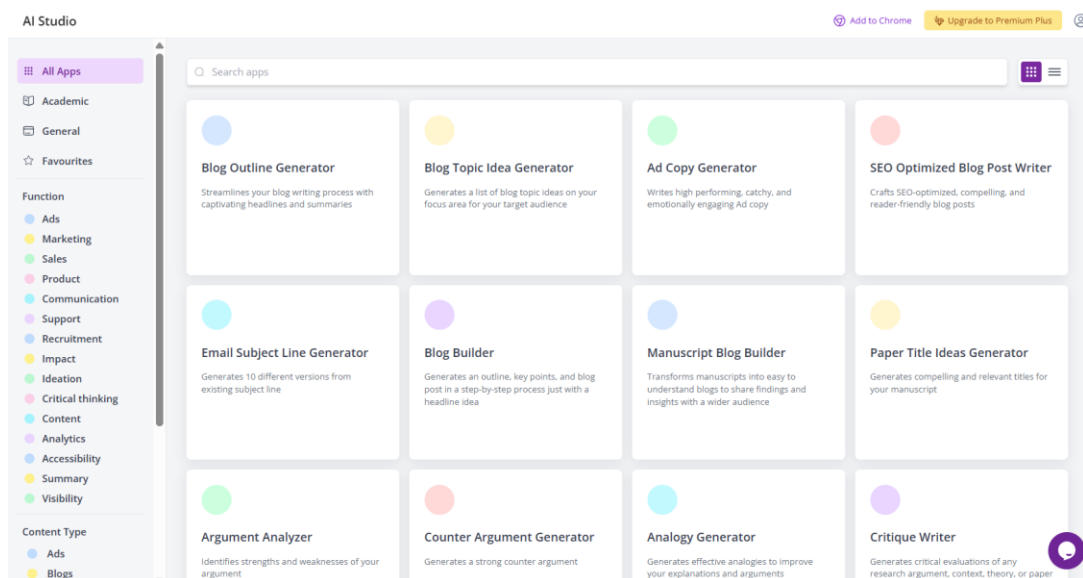 AI Studio
Add to Chrome
Upgrade to Premium Plus
All Apps
Academic
General
Favourites
Function
Ads
Marketing
Sales
Product
Communication
Support
Recruitment
Impact
Ideation
Critical thinking
Content
Analytics
Accessibility
Summary
Visibility
Content Type
Ads
Blogs
Search apps
Blog Outline Generator
Streamlines your blog writing process with
captivating headlines and summaries
Blog Topic Idea Generator
Generates a list of blog topic ideas on your
focus area for your target audience
Ad Copy Generator
Writes high performing, catchy, and
emotionally engaging Ad copy
SEO Optimized Blog Post Writer
Crafts SEO-optimized, compelling, and
reader-friendly blog posts
Email Subject Line Generator
Generates 10 different versions from
existing subject line
Blog Builder
Generates an outline, key points, and blog
post in a step-by-step process just with a
headline idea
Manuscript Blog Builder
Transforms manuscripts into easy to
understand blogs to share findings and
insights with a wider audience
Paper Title Ideas Generator
Generates compelling and relevant titles for
your manuscript
Argument Analyzer
Identifies strengths and weaknesses of your
argument
Counter Argument Generator
Generates a strong counter argument
Analogy Generator
Generates effective analogies to improve
your explanations and arguments
Critique Writer
Generates critical evaluations of any
research argument, context, theory, or paper